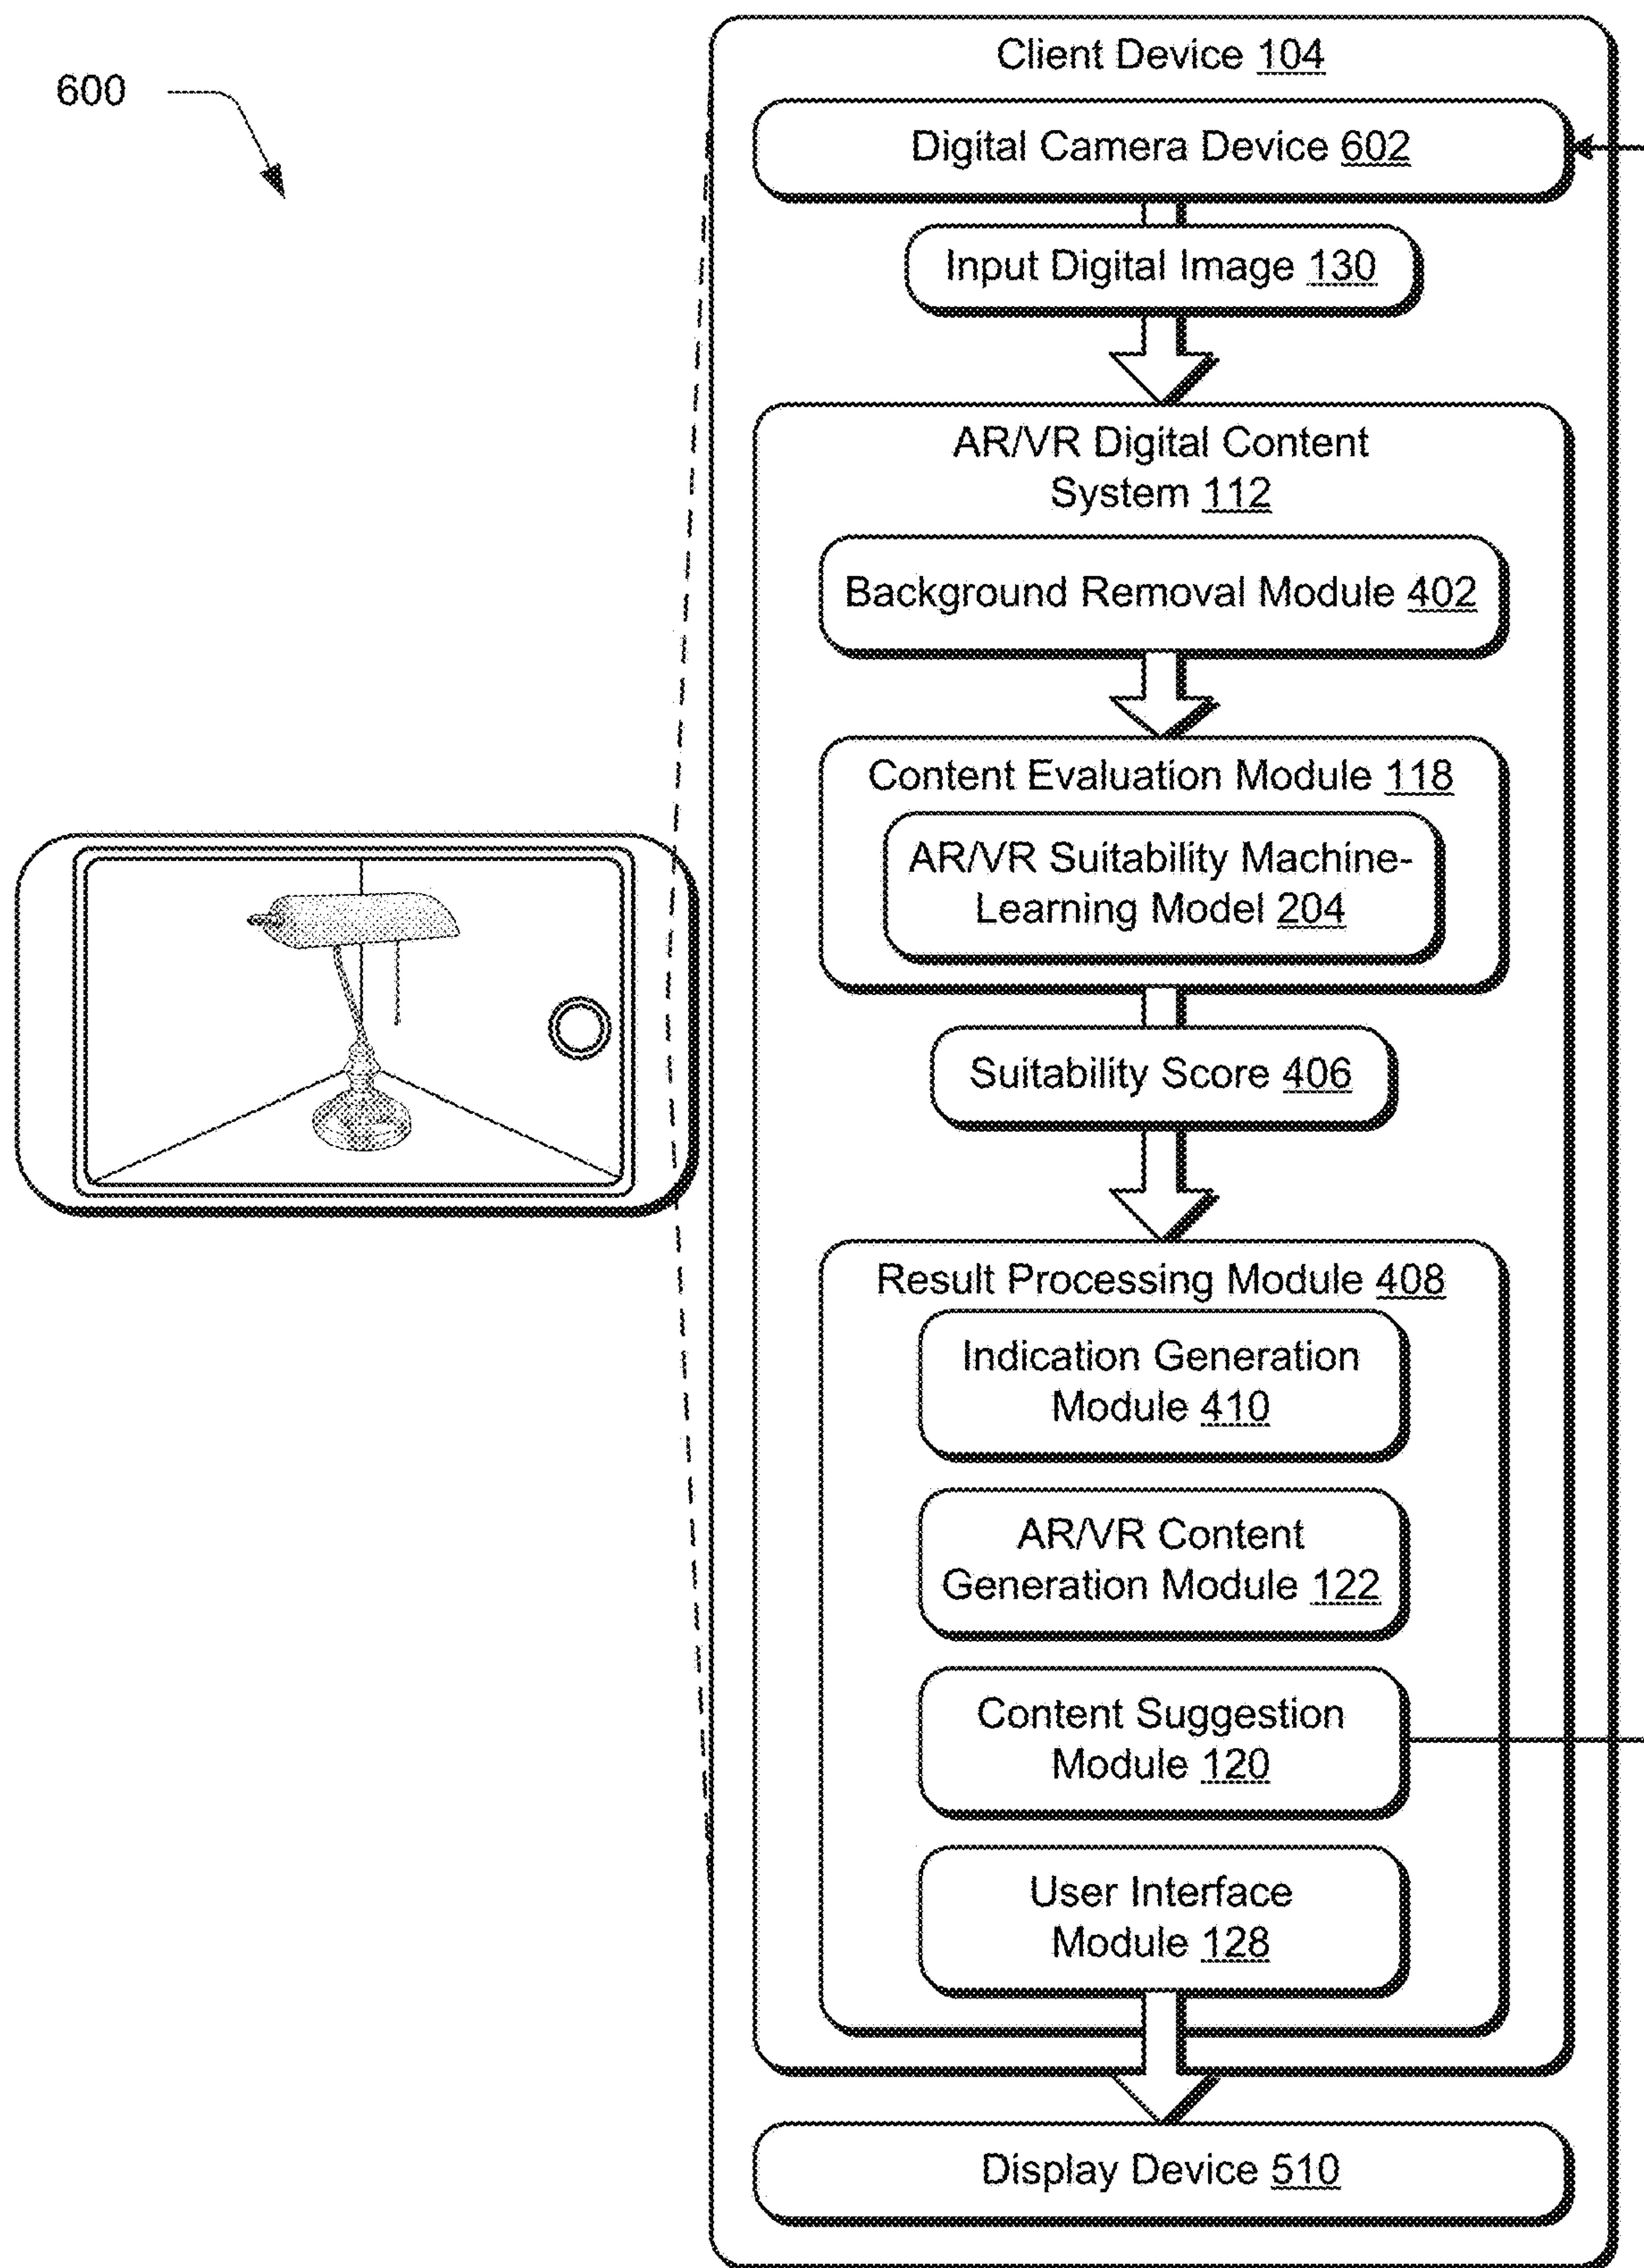 600
Client Device 104
Digital Camera Device 602
Input Digital Image 130
AR/VR Digital Content
System 112
Background Removal Module 402
Content Evaluation Module 118
AR/VR Suitability Machine-
Learning Model 204
Suitability Score 406
Result Processing Module 408
Indication Generation
Module 410
AR/VR Content
Generation Module 122
Content Suggestion
Module 120
User Interface
Module 128
Display Device 510